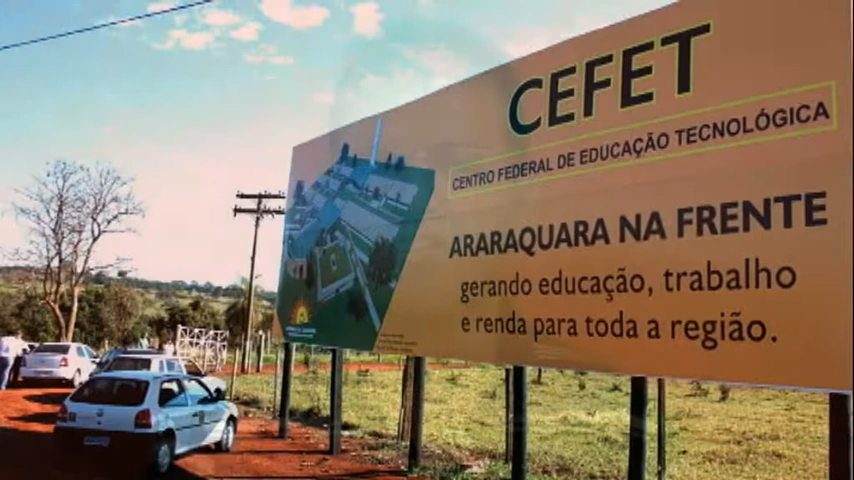 CEFET
CENTRO FEDERAL DE EDUCAÇÃO TECNOLÓGICA
ARARAQUARA NA FRENTE
gerando educação, trabalho
e renda para toda a região.